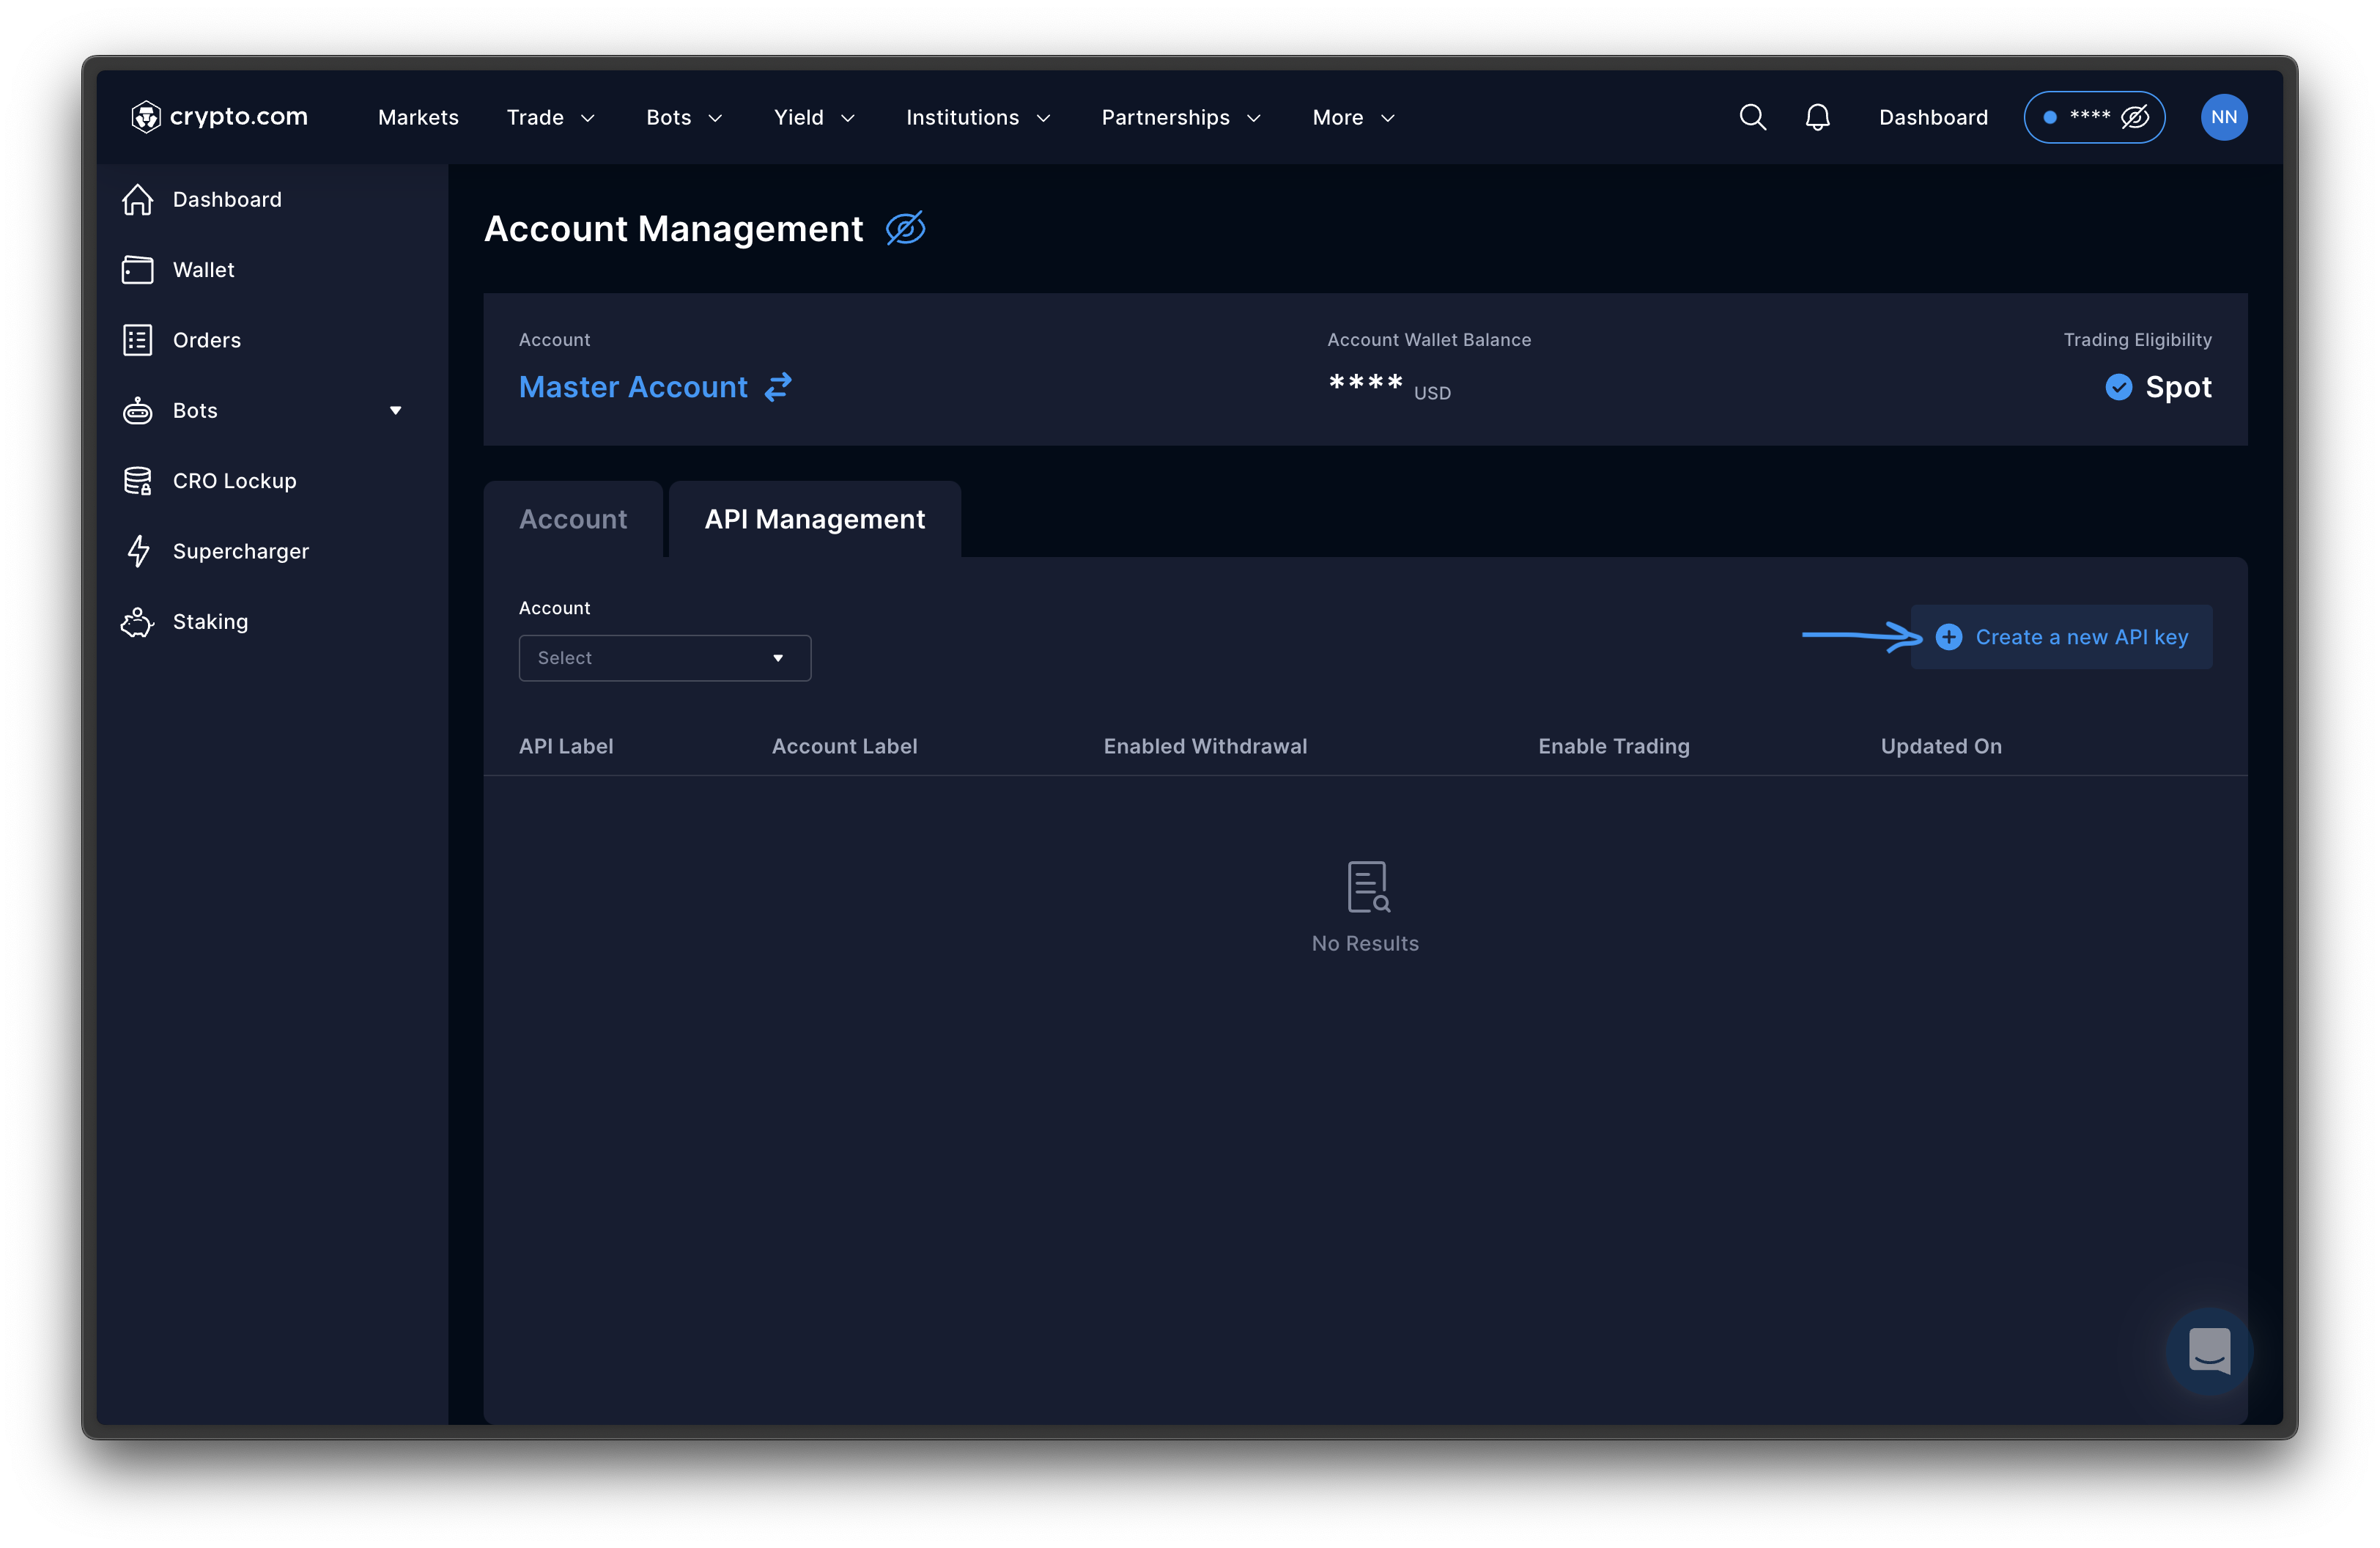 crypto.com Markets Trade Bots Yield Institutions Partnerships More Dashboard **** NN
Dashboard
Wallet
Orders
Bots
CRO Lockup
Supercharger
Staking
Account Management
Account Account Wallet Balance Trading Eligibility
Master Account **** USD Spot
Account API Management
Account
Select
Create a new API key
API Label Account Label Enabled Withdrawal Enable Trading Updated On
No Results